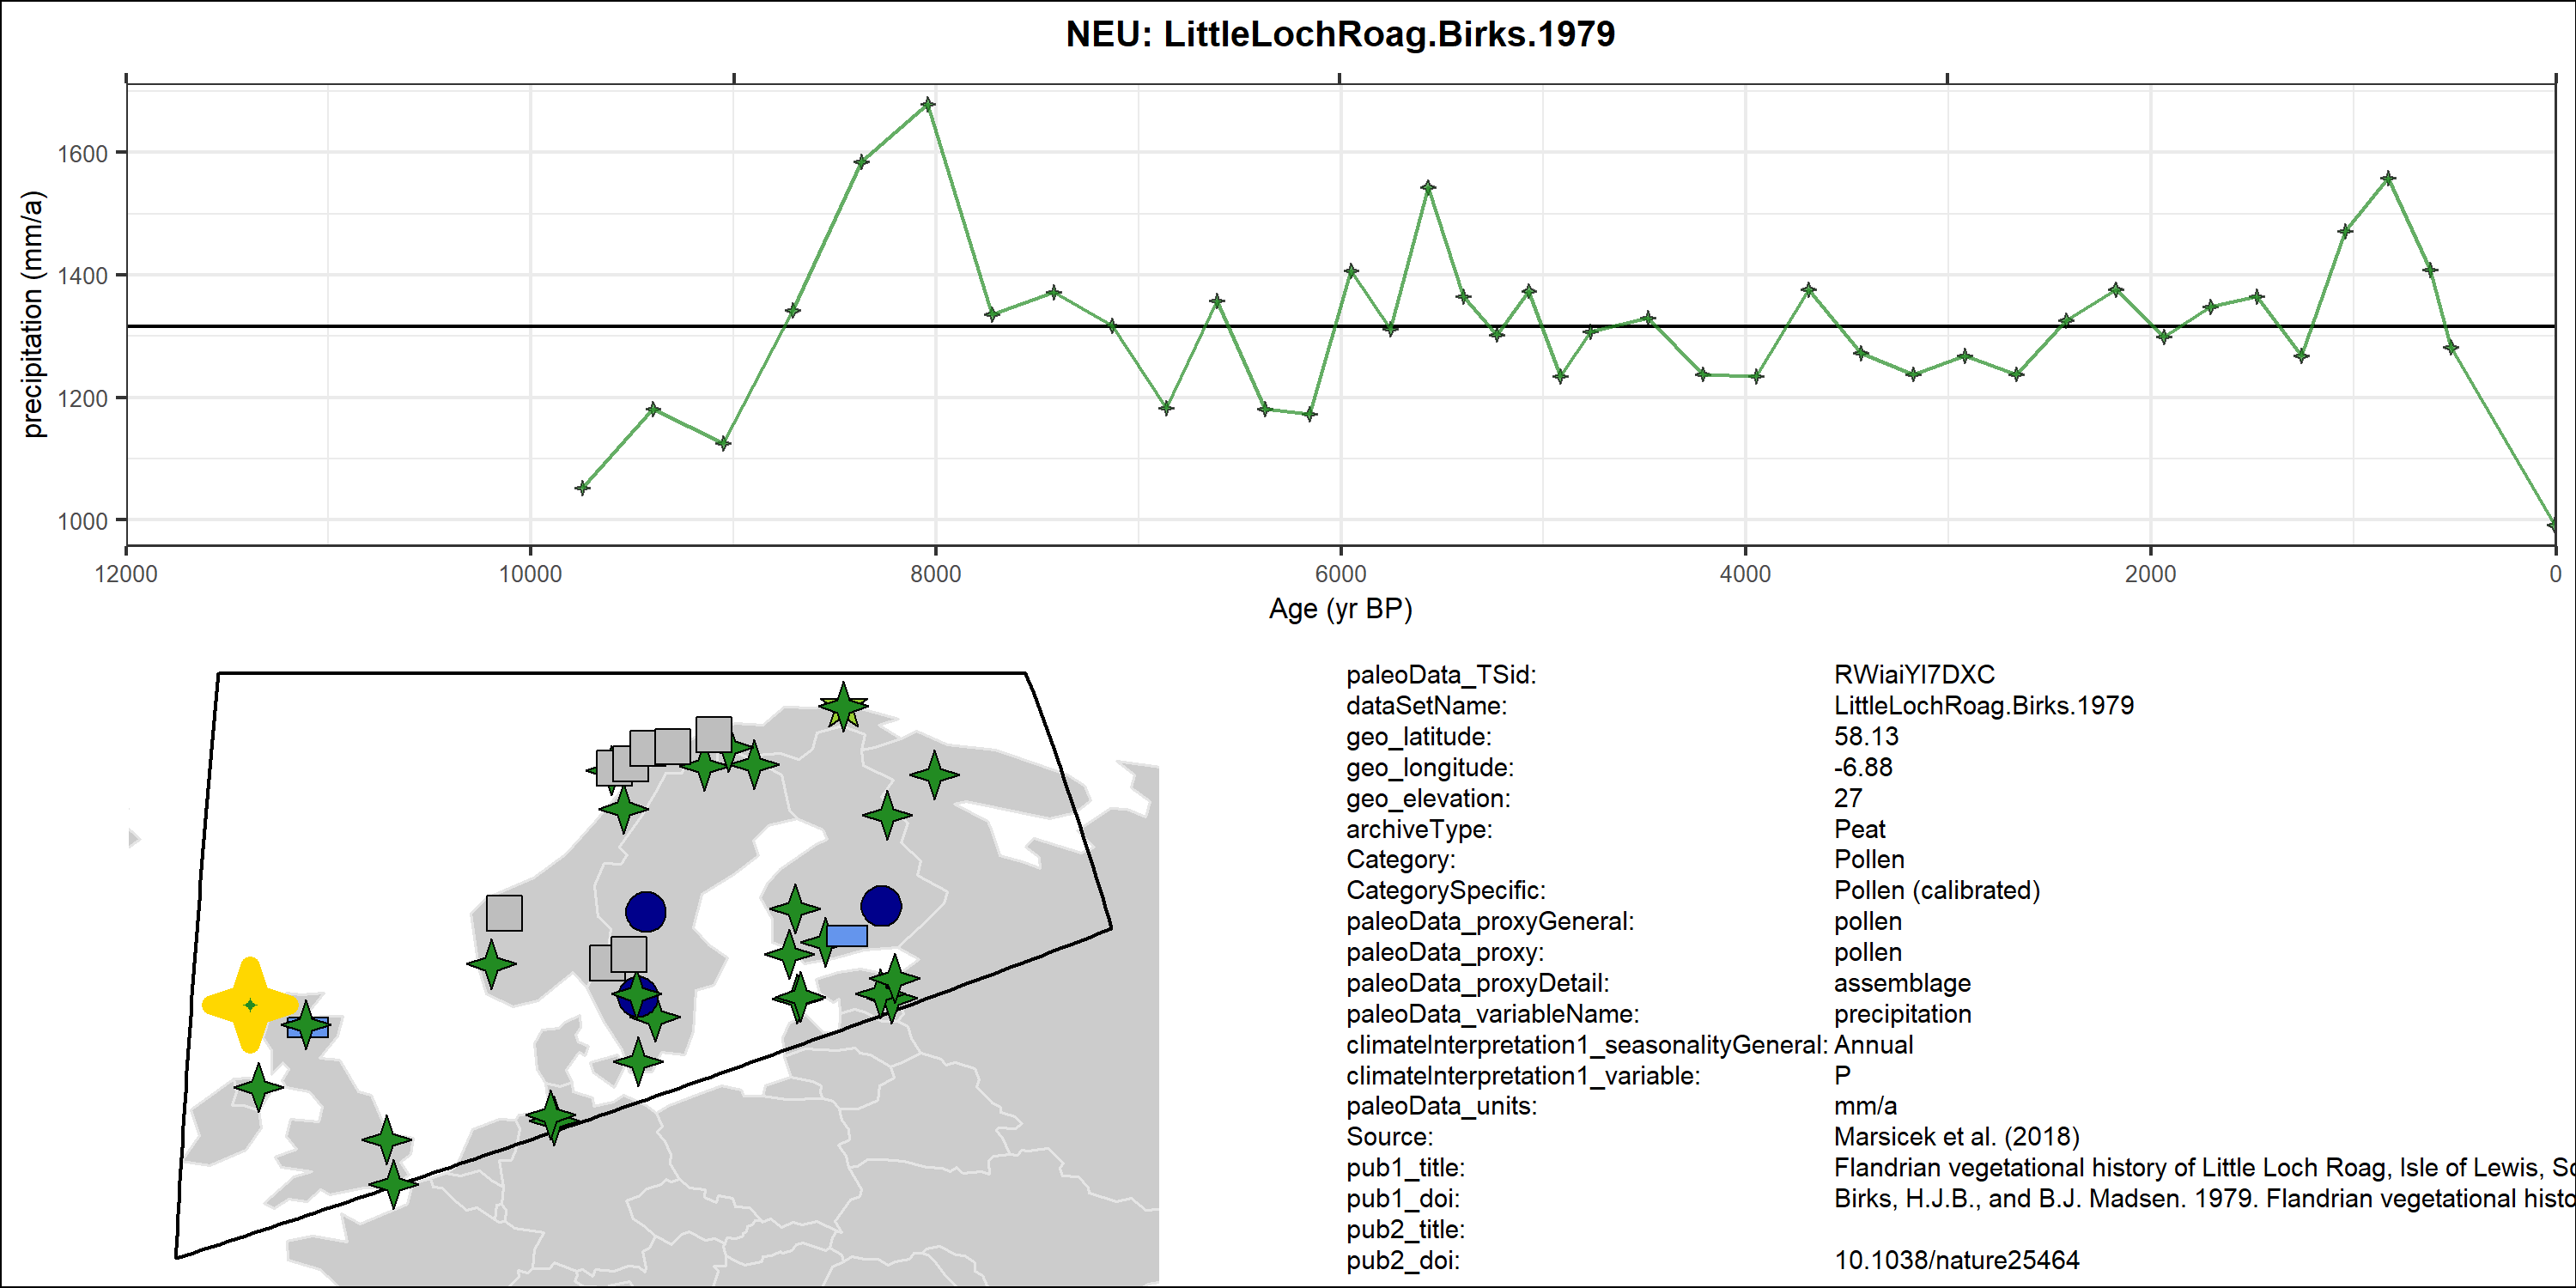 NEU: LittleLochRoag.Birks.1979
precipitation (mm/a)
1600
1400
1200
1000
12000 10000 8000 6000 4000 2000 0
Age (yr BP)
paleoData_TSid: RWiaiYI7DXC
dataSetName: LittleLochRoag.Birks.1979
geo_latitude: 58.13
geo_longitude: -6.88
geo_elevation: 27
archiveType: Peat
Category: Pollen
CategorySpecific: Pollen (calibrated)
paleoData_proxyGeneral: pollen
paleoData_proxy: pollen
paleoData_proxyDetail: assemblage
paleoData_variableName: precipitation
climateInterpretation1_seasonalityGeneral: Annual
climateInterpretation1_variable: P
paleoData_units: mm/a
Source: Marsicek et al. (2018)
pub1_title: Flandrian vegetational history of Little Loch Roag, Isle of Lewis,
pub1_doi: Birks, H.J.B., and B.J. Madsen. 1979. Flandrian vegetational
pub2_title:
pub2_doi: 10.1038/nature25464